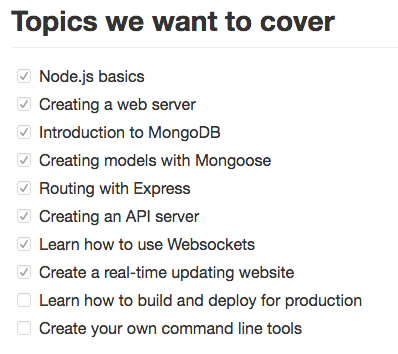 Topics we want to cover
Node.js basics
Creating a web server
Introduction to MongoDB
Creating models with Mongoose
Routing with Express
Creating an API server
Learn how to use Websockets
Create a real-time updating website
Learn how to build and deploy for production
Create your own command line tools